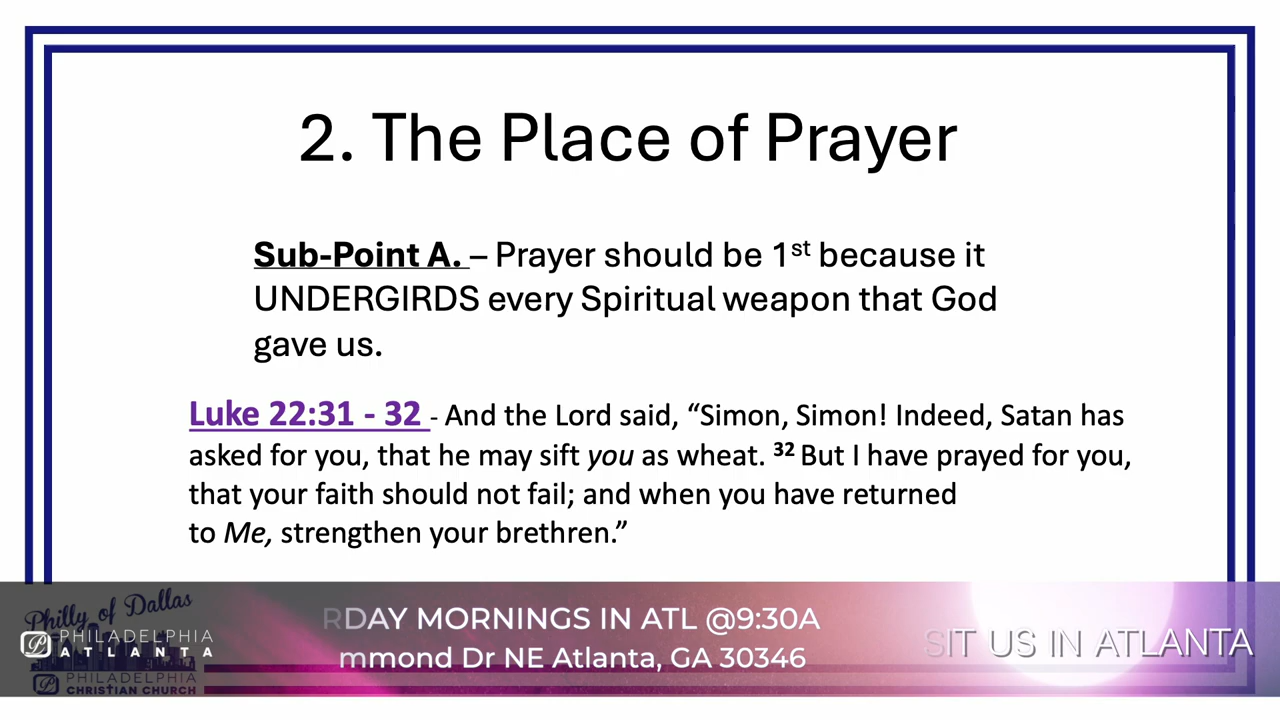 2. The Place of Prayer
Sub-Point A. – Prayer should be 1st because it
UNDERGIRDS every Spiritual weapon that God
gave us.
Luke 22:31 - 32 - And the Lord said, “Simon, Simon! Indeed, Satan has
asked for you, that he may sift you as wheat. 32 But I have prayed for you,
that your faith should not fail; and when you have returned
to Me, strengthen your brethren.”
Philly of Dallas
PHILADELPHIA
ATLANTA
PHILADELPHIA
CHRISTIAN CHURCH
RDAY MORNINGS IN ATL @9:30A
mmond Dr NE Atlanta, GA 30346
SIT US IN ATLANTA